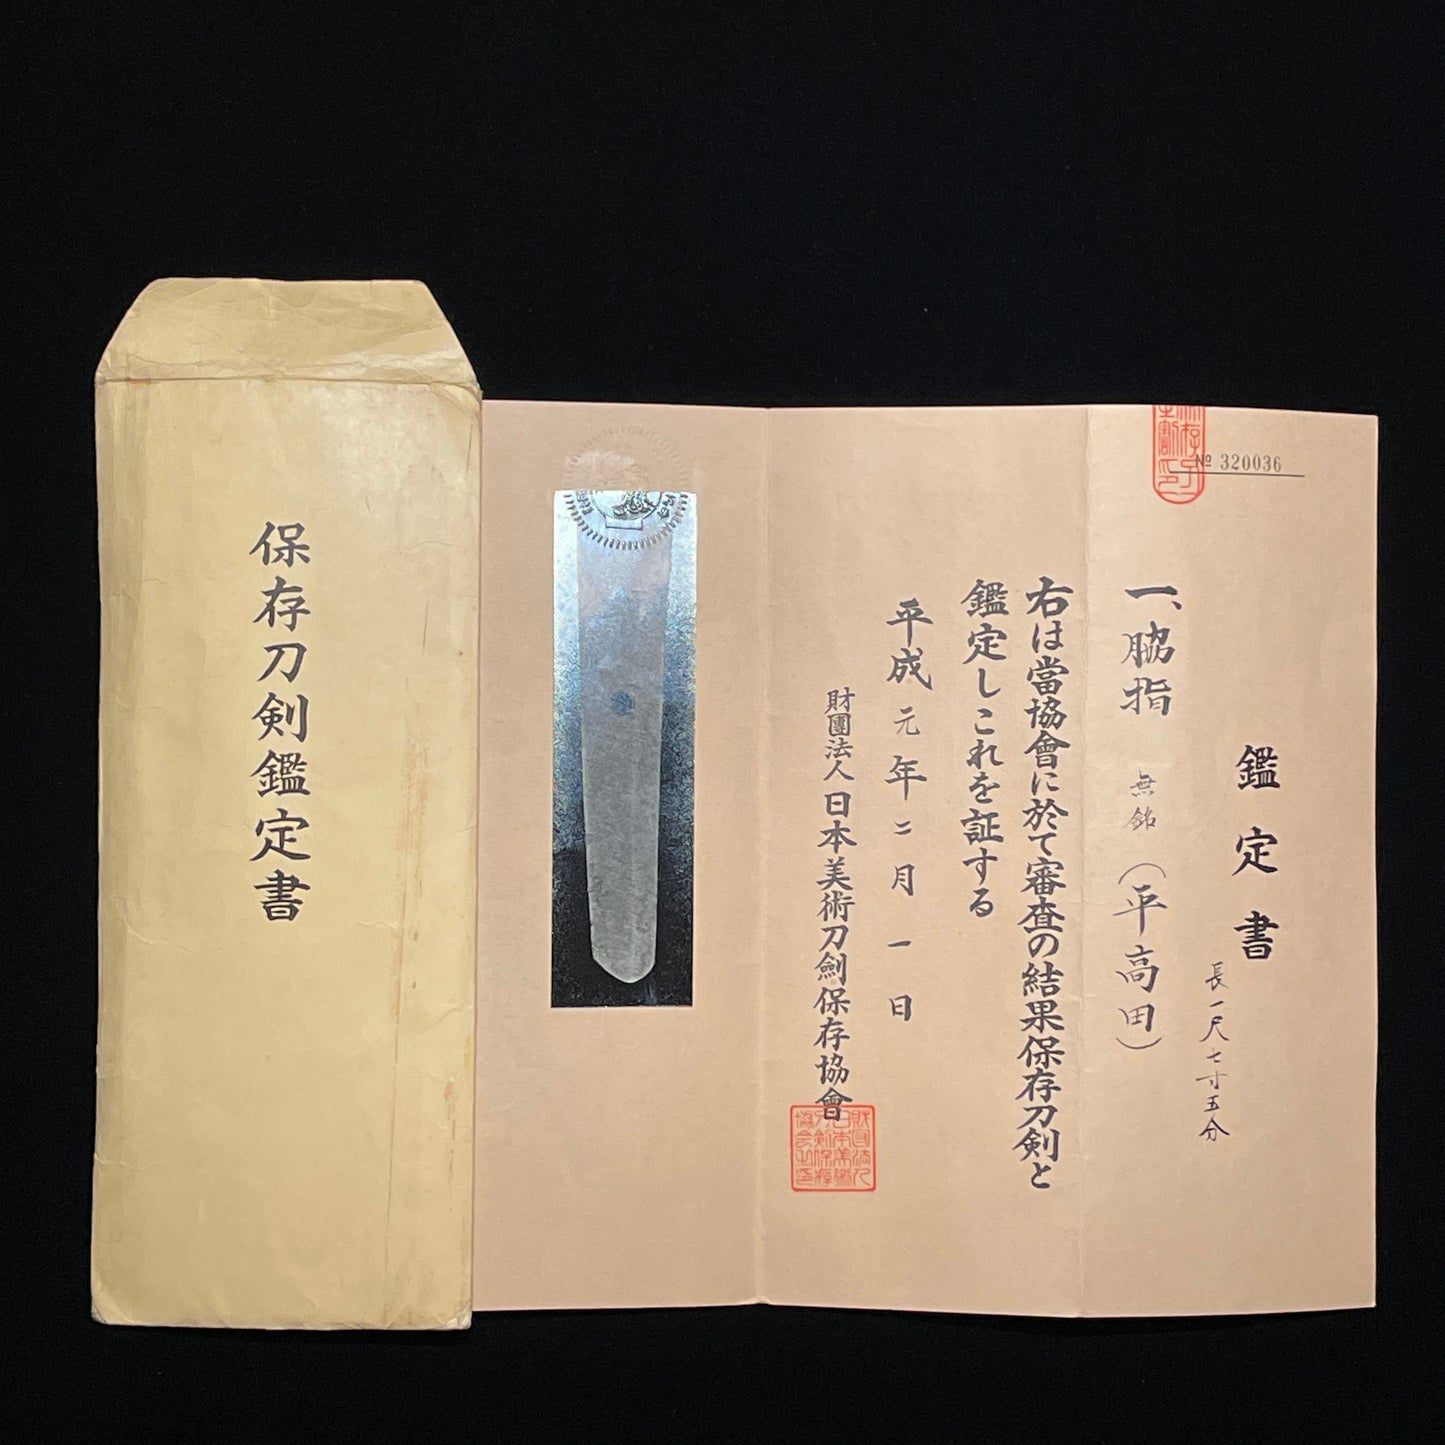 保存刀剣鑑定書
№ 320036
鑑定書
長一尺七寸五分
一、脇指 無銘(平高田)
右は當協會に於て審査の結果保存刀剣と
鑑定しこれを証する
平成元年二月一日
財團法人日本美術刀劍保存協會